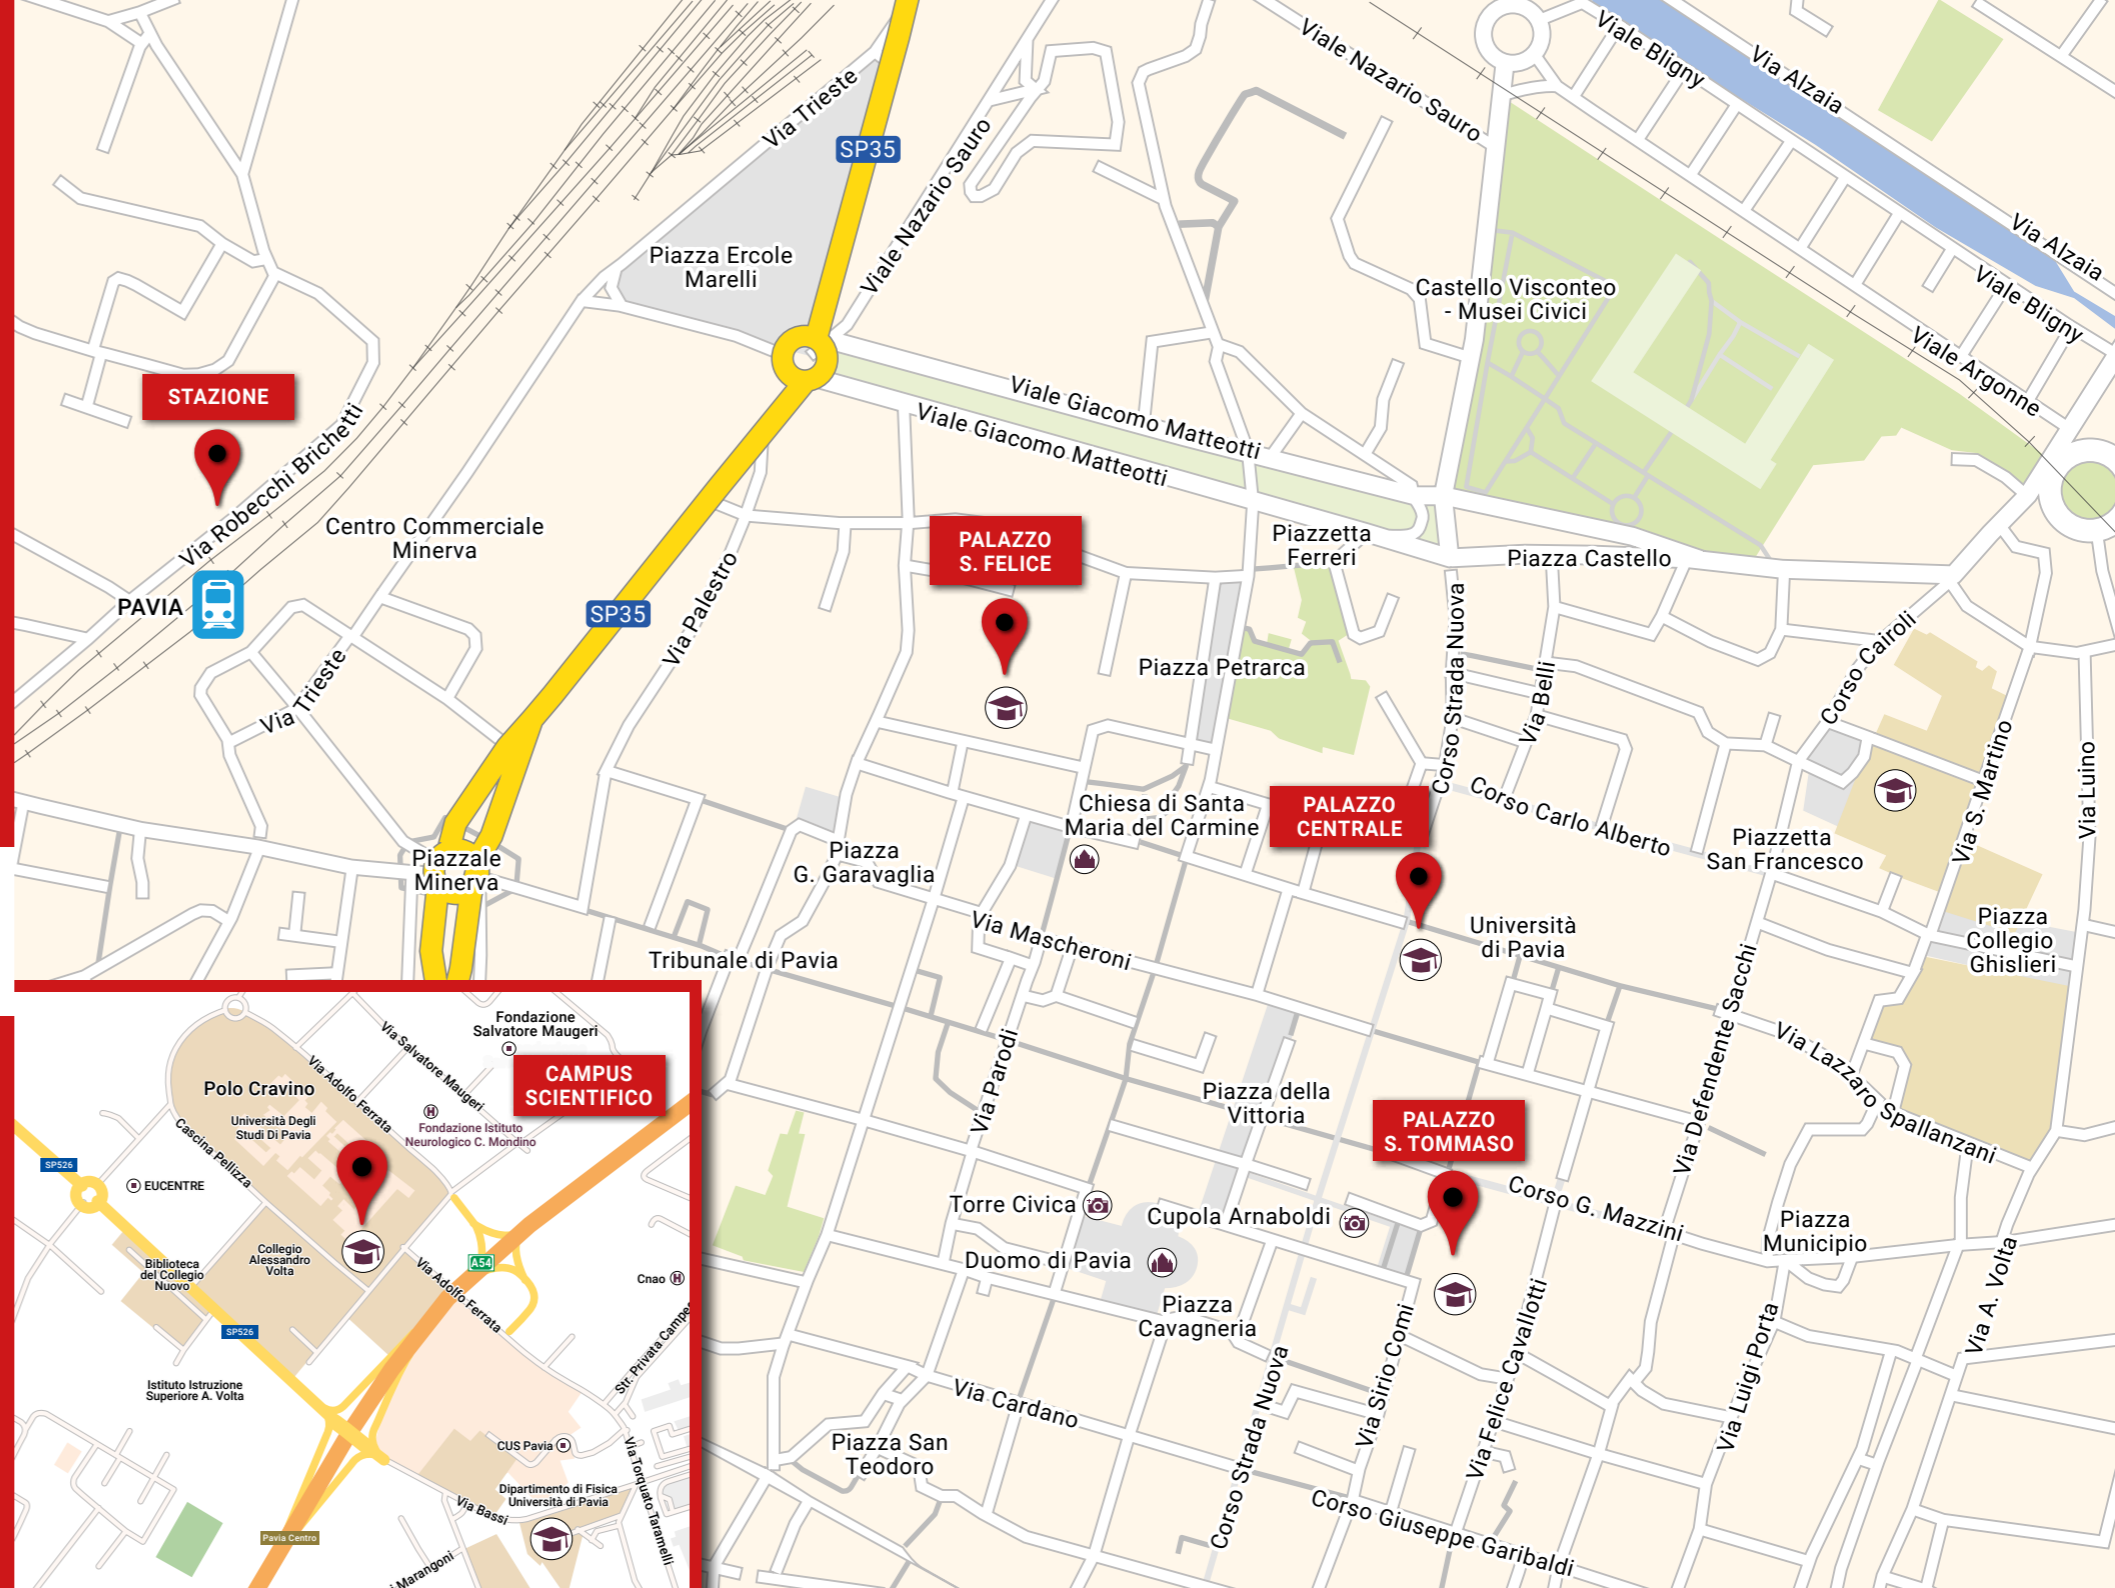 Viale Bligny
Via Alzaia
Viale Nazario Sauro
Via Trieste
SP35
Viale Nazario Sauro
Via Alzaia
Piazza Ercole
Marelli
Castello Visconteo
- Musei Civici
Viale Bligny
Viale Argonne
STAZIONE
Viale Giacomo Matteotti
Viale Giacomo Matteotti
Via Robecchi Brichetti
Centro Commerciale
Minerva
PALAZZO
S. FELICE
Piazzetta
Ferreri
Piazza Castello
PAVIA
SP35
Via Palestro
Corso Strada Nuova
Corso Cairoli
Piazza Petrarca
Via Belli
Via Trieste
Via S. Martino
Via Luino
Chiesa di Santa
Maria del Carmine
PALAZZO
CENTRALE
Corso Carlo Alberto
Piazzetta
San Francesco
Piazzale
Minerva
Piazza
G. Garavaglia
Via Mascheroni
Università
di Pavia
Piazza
Collegio
Ghislieri
Tribunale di Pavia
Via Defendente Sacchi
Via Lazzaro Spallanzani
Via Parodi
Piazza della
Vittoria
PALAZZO
S. TOMMASO
Torre Civica
Cupola Arnaboldi
Corso G. Mazzini
Piazza
Municipio
Duomo di Pavia
Piazza
Cavagneria
Via A. Volta
Via Sirio Comi
Via Felice Cavallotti
Via Luigi Porta
Corso Strada Nuova
Via Cardano
Piazza San
Teodoro
Corso Giuseppe Garibaldi
Fondazione
Salvatore Maugeri
Via Salvatore Maugeri
CAMPUS
SCIENTIFICO
Via Adolfo Ferrata
Polo Cravino
Università Degli
Studi Di Pavia
Fondazione Istituto
Neurologico C. Mondino
Cascina Pellizza
SP526
EUCENTRE
Collegio
Alessandro
Volta
Biblioteca
del Collegio
Nuovo
A54
Via Adolfo Ferrata
Cnao
SP526
Str. Privata Campe
Istituto Istruzione
Superiore A. Volta
CUS Pavia
Via Torquato Taramelli
Dipartimento di Fisica
Università di Pavia
Via Bassi
Pavia Centro
i Marangoni